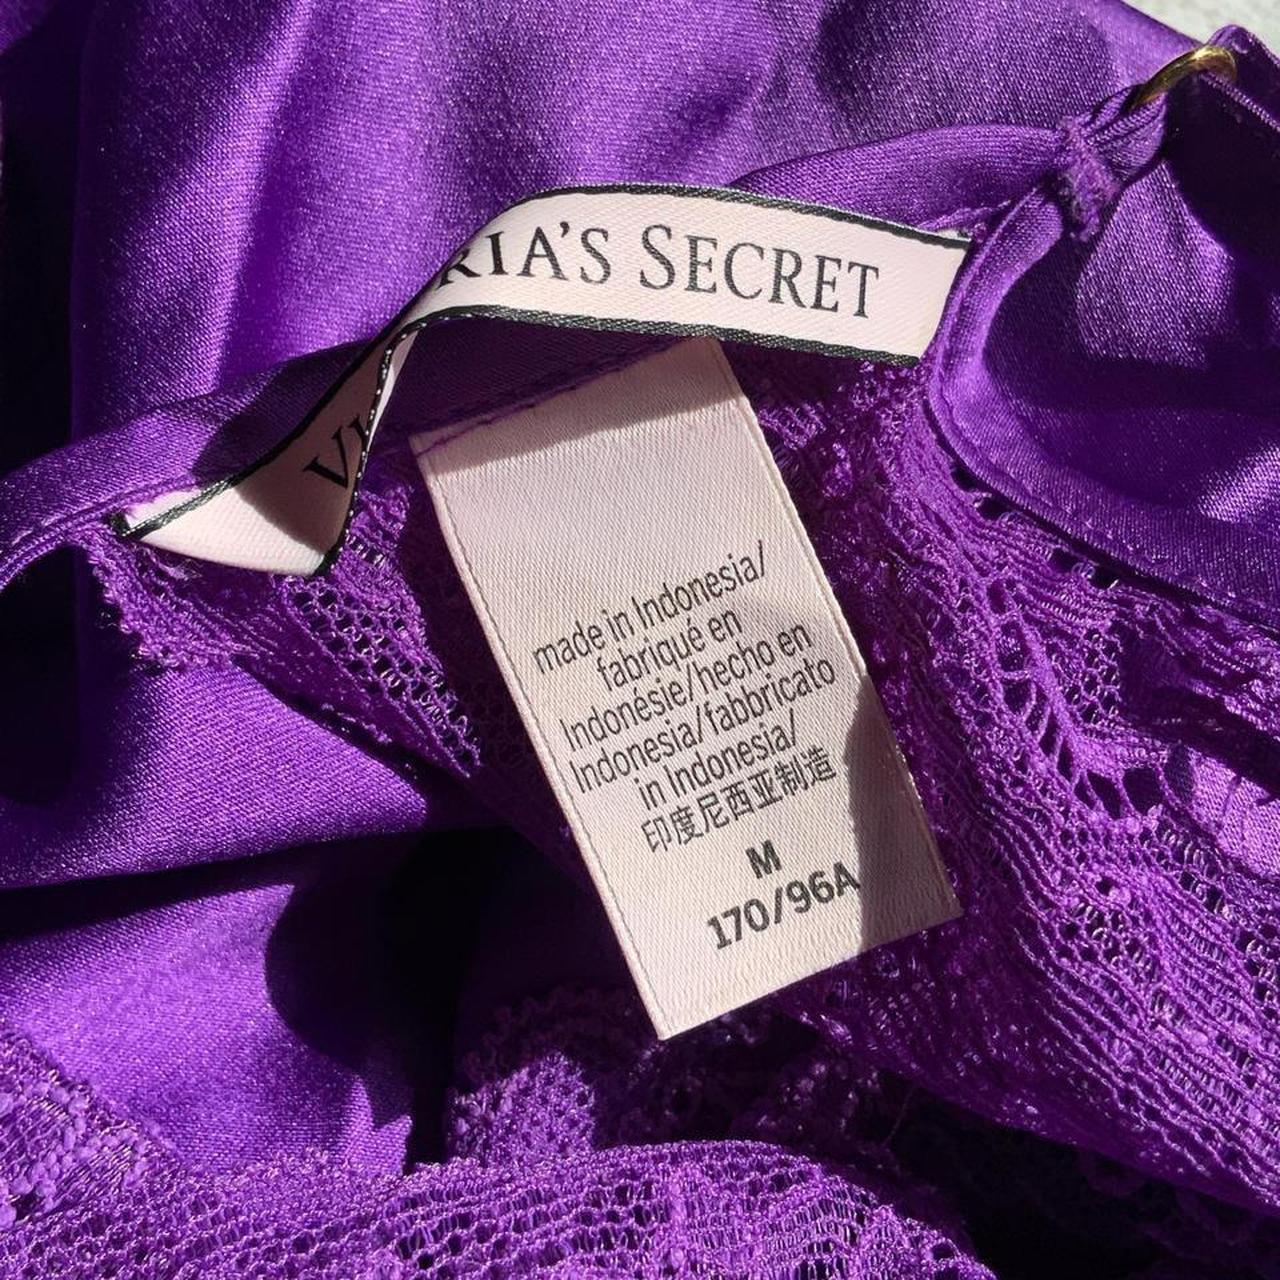 RIA'S SECRET
VI
made in Indonesia/
fabriqué en
Indonésie/hecho en
Indonesia/fabbricato
in Indonesia/
印度尼西亚制造
M
170/96A